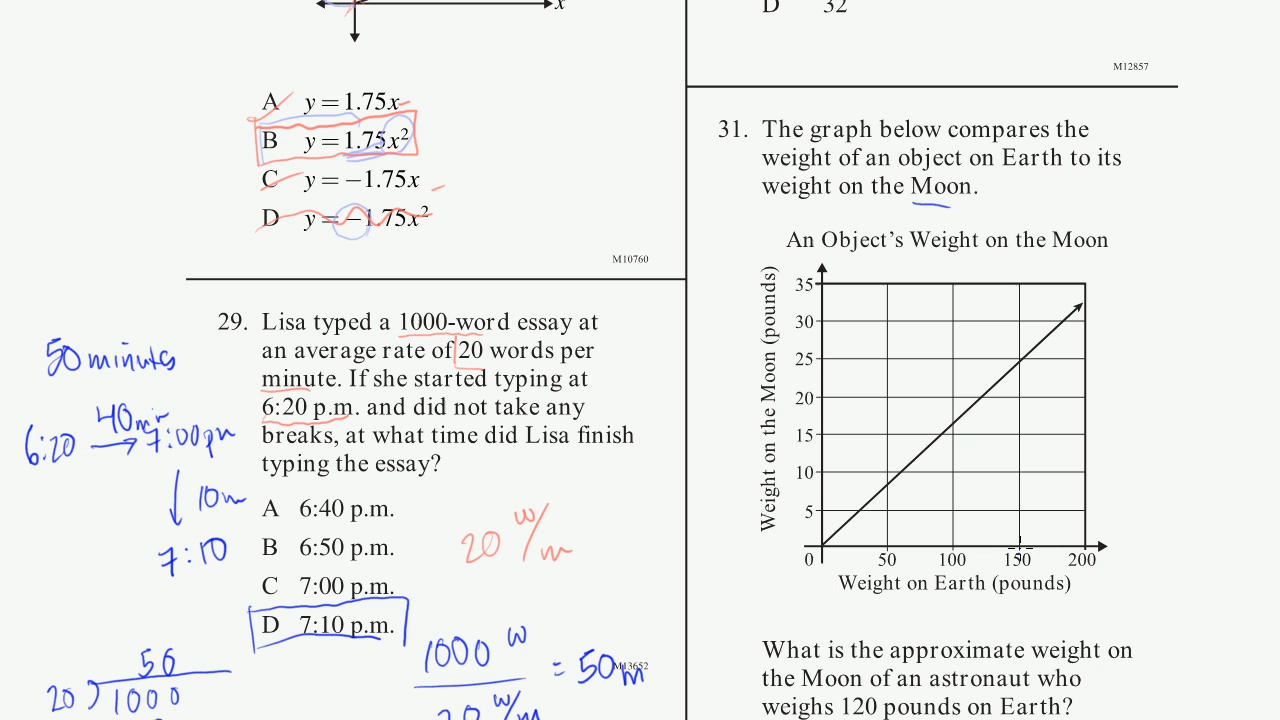 x
A y = 1.75x
B y = 1.75x²
C y = −1.75x
D y = −1.75x²
M10760
29. Lisa typed a 1000-word essay at
an average rate of 20 words per
minute. If she started typing at
6:20 p.m. and did not take any
breaks, at what time did Lisa finish
typing the essay?
A 6:40 p.m.
B 6:50 p.m.
C 7:00 p.m.
D 7:10 p.m.
M13652
50 minutes
40min
6:20 → 7:00pm
10m
7:10
20 w/m
50
20 ) 1000
1000 w
= 50 m
20 w/m
D 32
M12857
31. The graph below compares the
weight of an object on Earth to its
weight on the Moon.
An Object’s Weight on the Moon
Weight on the Moon (pounds)
35
30
25
20
15
10
5
0 50 100 150 200
Weight on Earth (pounds)
What is the approximate weight on
the Moon of an astronaut who
weighs 120 pounds on Earth?